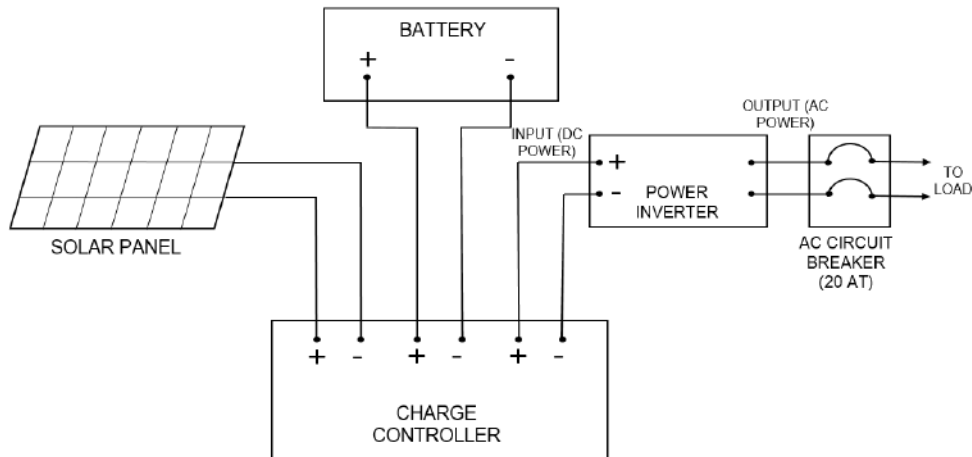 BATTERY
+ -
SOLAR PANEL
INPUT (DC
POWER)
+
-
POWER
INVERTER
OUTPUT (AC
POWER)
TO
LOAD
AC CIRCUIT
BREAKER
(20 AT)
+ - + - + -
CHARGE
CONTROLLER